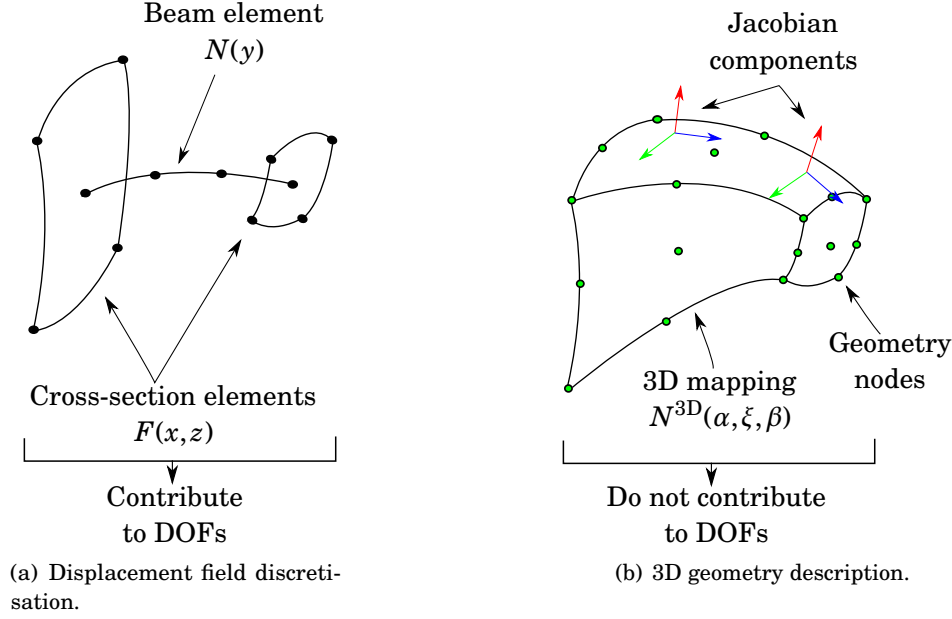 Beam element
N(y)
Cross-section elements
F(x,z)
Contribute
to DOFs
(a) Displacement field discreti-
sation.
Jacobian
components
Geometry
nodes
3D mapping
N³ᴰ(α,ξ,β)
Do not contribute
to DOFs
(b) 3D geometry description.